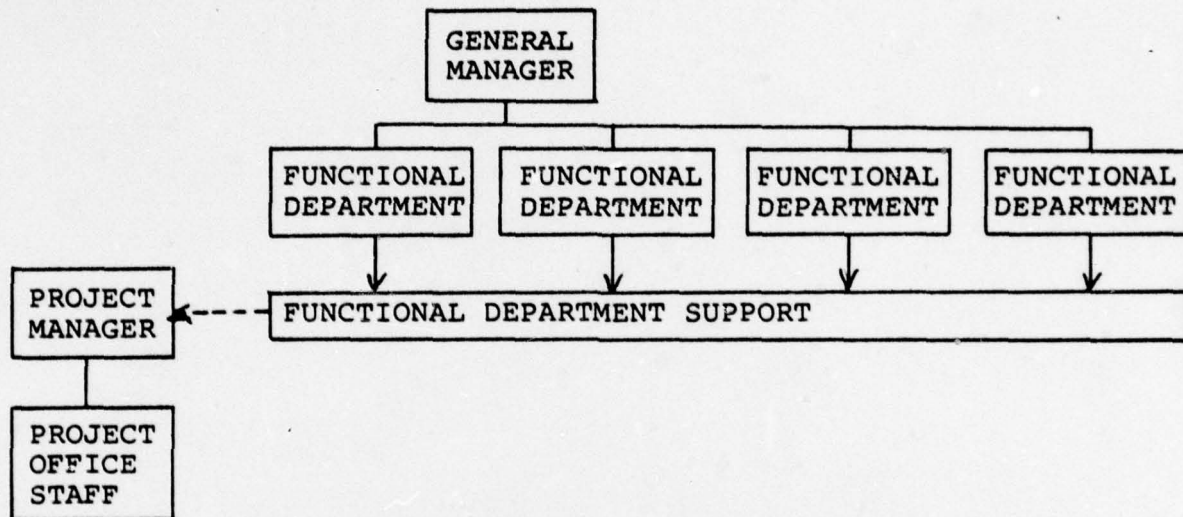 GENERAL
MANAGER
FUNCTIONAL
DEPARTMENT
FUNCTIONAL
DEPARTMENT
FUNCTIONAL
DEPARTMENT
FUNCTIONAL
DEPARTMENT
PROJECT
MANAGER
FUNCTIONAL DEPARTMENT SUPPORT
PROJECT
OFFICE
STAFF